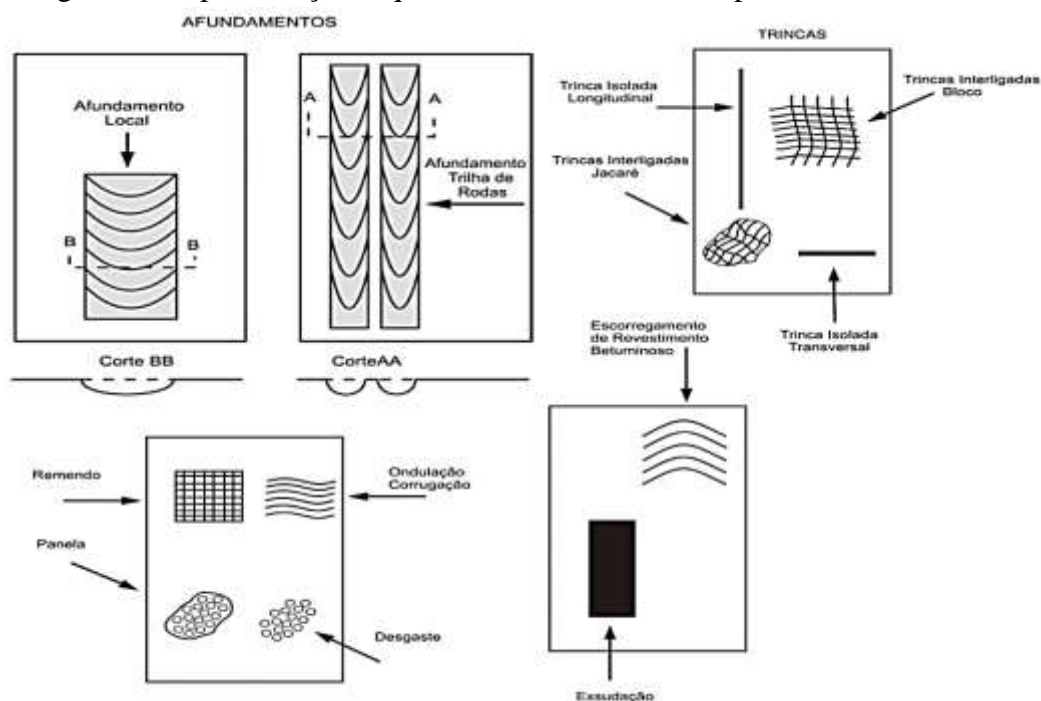 AFUNDAMENTOS
Afundamento
Local
B
B
Corte BB
A
A
Afundamento
Trilha de
Rodas
CorteAA
TRINCAS
Trinca Isolada
Longitudinal
Trincas Interligadas
Bloco
Trincas Interligadas
Jacaré
Trinca Isolada
Transversal
Escorregamento
de Revestimento
Betuminoso
Exsudação
Remendo
Ondulação
Corrugação
Panela
Desgaste